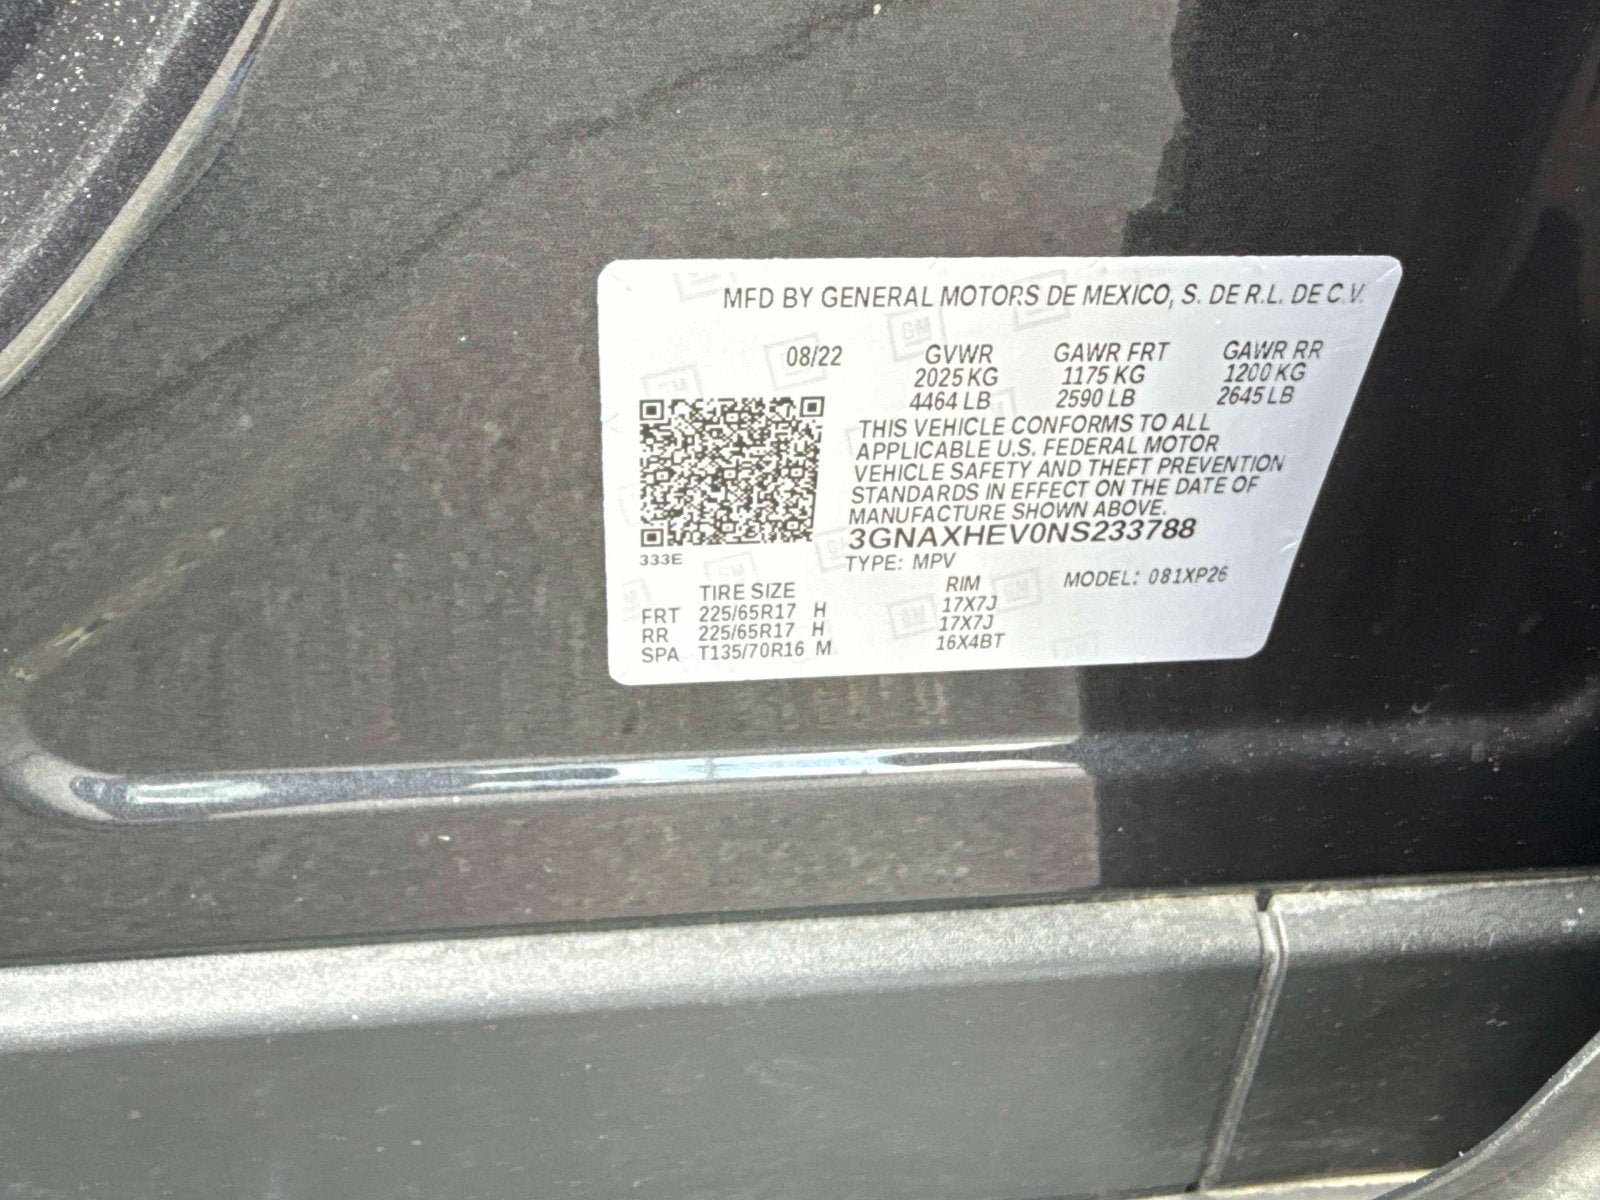 MFD BY GENERAL MOTORS DE MEXICO, S. DE R.L. DE C.V.
08/22 GVWR GAWR FRT GAWR RR
2025 KG 1175 KG 1200 KG
4464 LB 2590 LB 2645 LB
THIS VEHICLE CONFORMS TO ALL
APPLICABLE U.S. FEDERAL MOTOR
VEHICLE SAFETY AND THEFT PREVENTION
STANDARDS IN EFFECT ON THE DATE OF
MANUFACTURE SHOWN ABOVE.
3GNAXHEV0NS233788
333E TYPE: MPV MODEL: 081XP26
TIRE SIZE RIM
FRT 225/65R17 H 17X7J
RR 225/65R17 H 17X7J
SPA T135/70R16 M 16X4BT